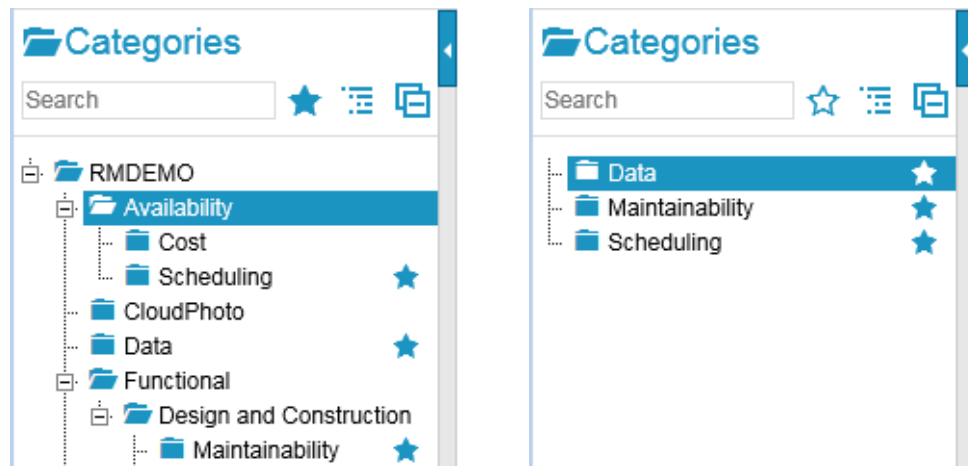 Categories
Search
RMDEMO
Availability
Cost
Scheduling
CloudPhoto
Data
Functional
Design and Construction
Maintainability
Categories
Search
Data
Maintainability
Scheduling